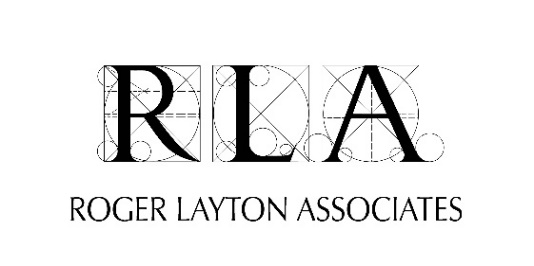 RLA
ROGER LAYTON ASSOCIATES